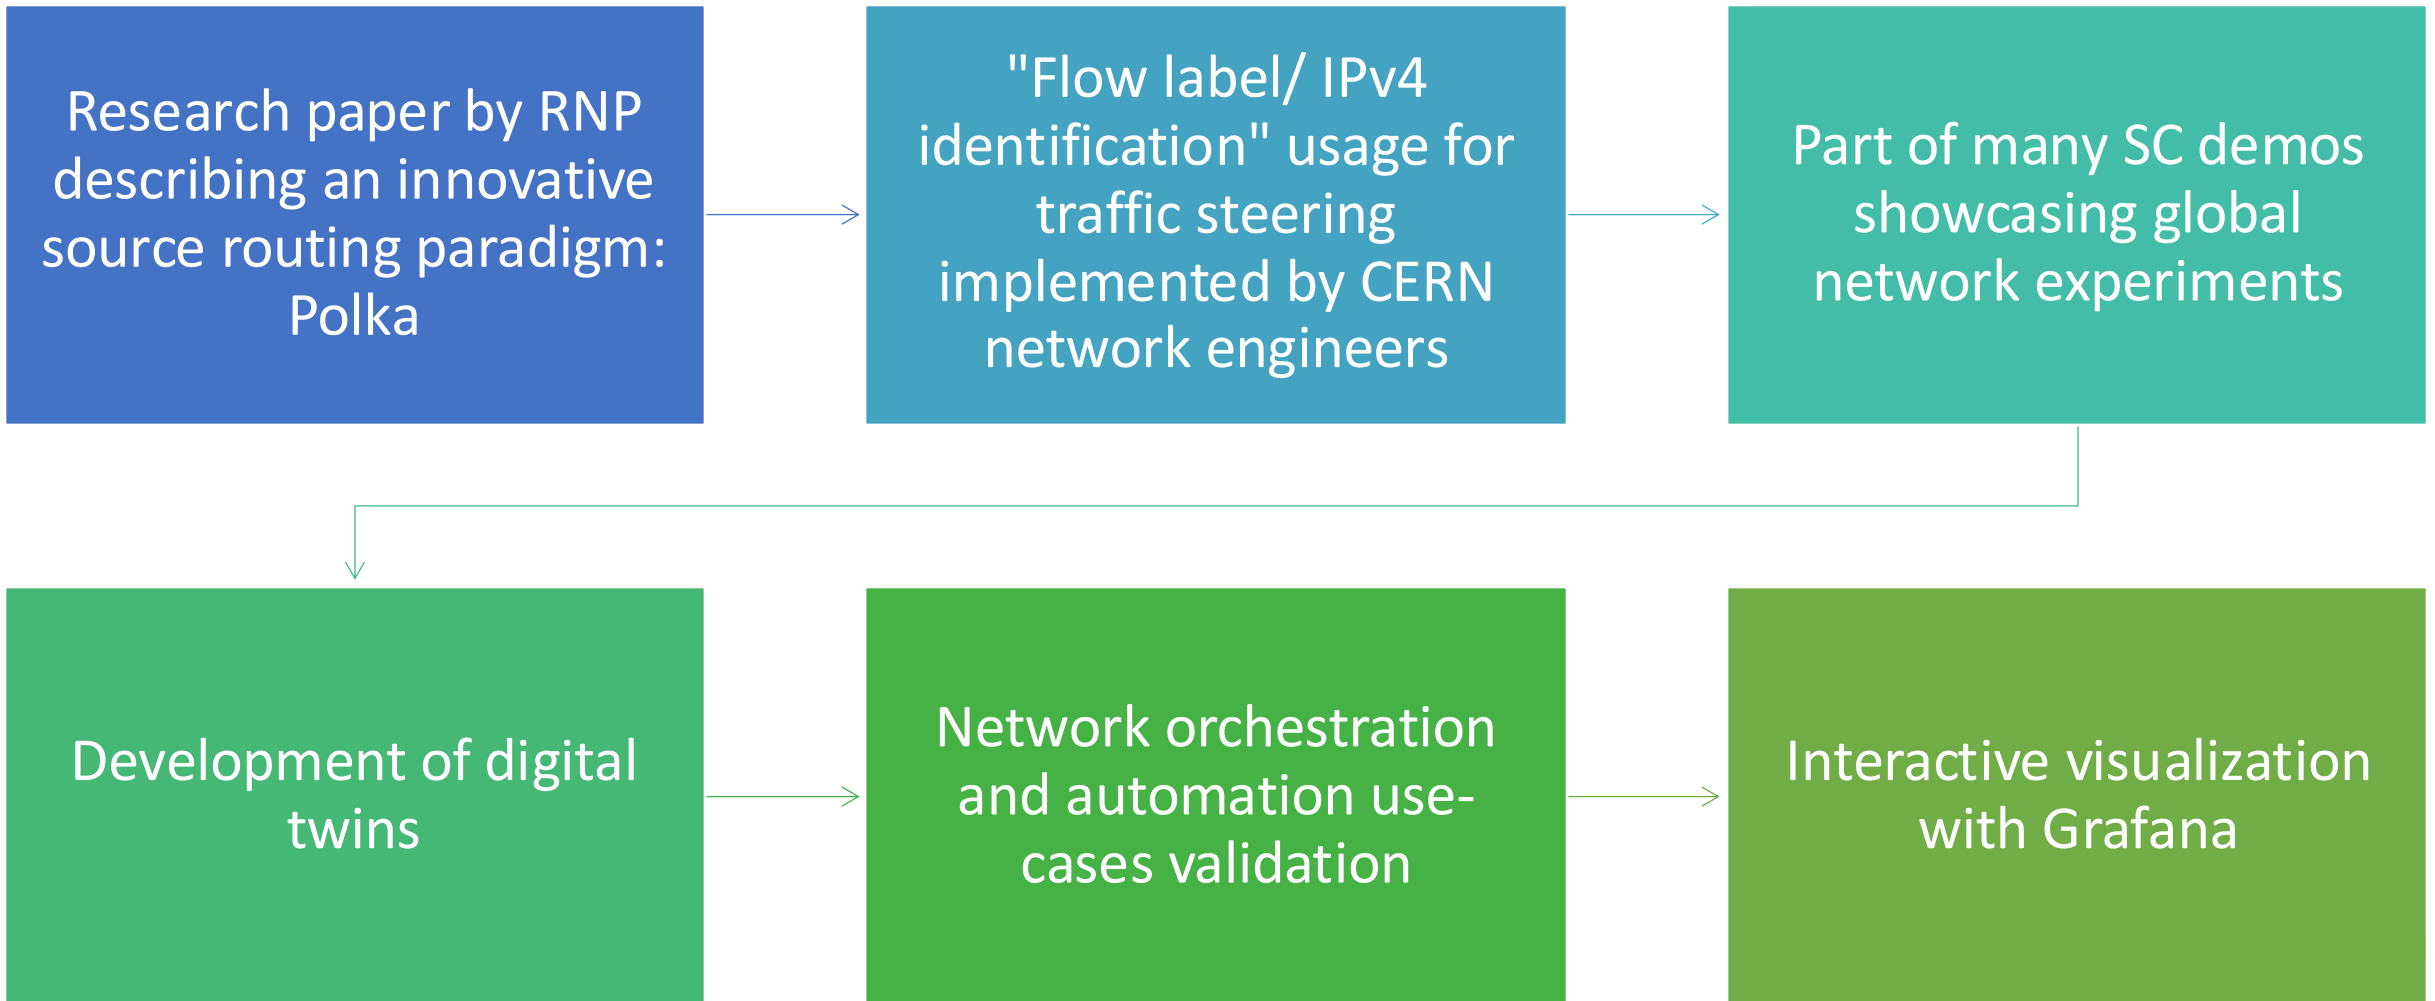 Research paper by RNP
describing an innovative
source routing paradigm:
Polka
"Flow label/ IPv4
identification" usage for
traffic steering
implemented by CERN
network engineers
Part of many SC demos
showcasing global
network experiments
Development of digital
twins
Network orchestration
and automation use-
cases validation
Interactive visualization
with Grafana